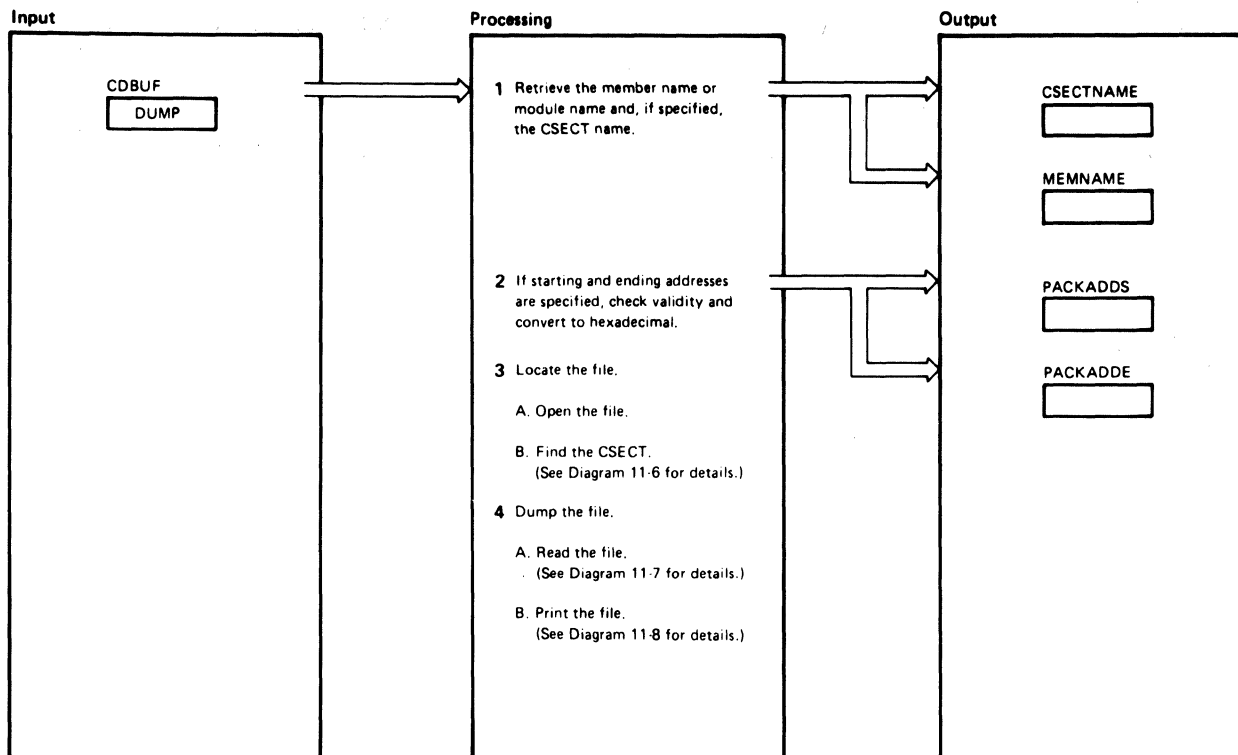 Input
Processing
Output
CDBUF
DUMP
1 Retrieve the member name or
module name and, if specified,
the CSECT name.
CSECTNAME
MEMNAME
2 If starting and ending addresses
are specified, check validity and
convert to hexadecimal.
PACKADDS
PACKADDE
3 Locate the file.
A. Open the file.
B. Find the CSECT.
(See Diagram 11-6 for details.)
4 Dump the file.
A. Read the file.
(See Diagram 11-7 for details.)
B. Print the file.
(See Diagram 11-8 for details.)